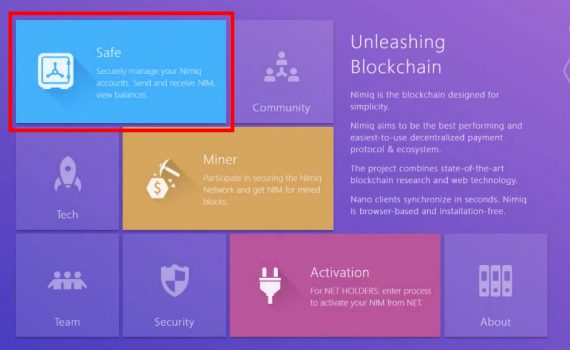 Safe
Securely manage your Nimiq
accounts. Send and receive NIM,
view balances.
Community
Unleashing
Blockchain
Nimiq is the blockchain designed for
simplicity.
Nimiq aims to be the best performing and
easiest-to-use decentralized payment
protocol & ecosystem.
The project combines state-of-the-art
blockchain research and web technology.
Nano clients synchronize in seconds. Nimiq
is browser-based and installation-free.
Tech
Miner
Participate in securing the Nimiq
Network and get NIM for mined
blocks.
Team
Security
Activation
For NET HOLDERS: enter process
to activate your NIM from NET.
About